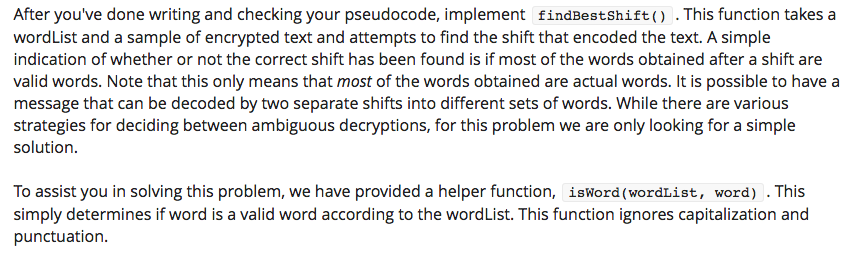 After you've done writing and checking your pseudocode, implement findBestShift() . This function takes a
wordList and a sample of encrypted text and attempts to find the shift that encoded the text. A simple
indication of whether or not the correct shift has been found is if most of the words obtained after a shift are
valid words. Note that this only means that most of the words obtained are actual words. It is possible to have a
message that can be decoded by two separate shifts into different sets of words. While there are various
strategies for deciding between ambiguous decryptions, for this problem we are only looking for a simple
solution.
To assist you in solving this problem, we have provided a helper function, isWord(wordList, word) . This
simply determines if word is a valid word according to the wordList. This function ignores capitalization and
punctuation.